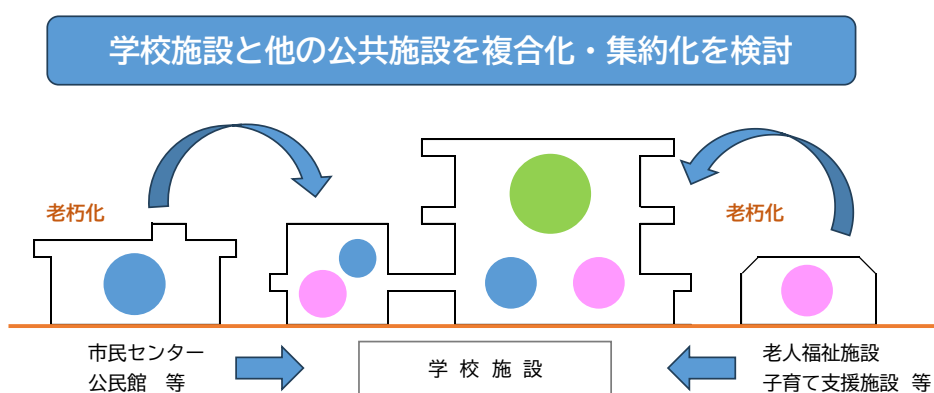 学校施設と他の公共施設を複合化・集約化を検討
老朽化
老朽化
市民センター
公民館　等
学 校 施 設
老人福祉施設
子育て支援施設 等